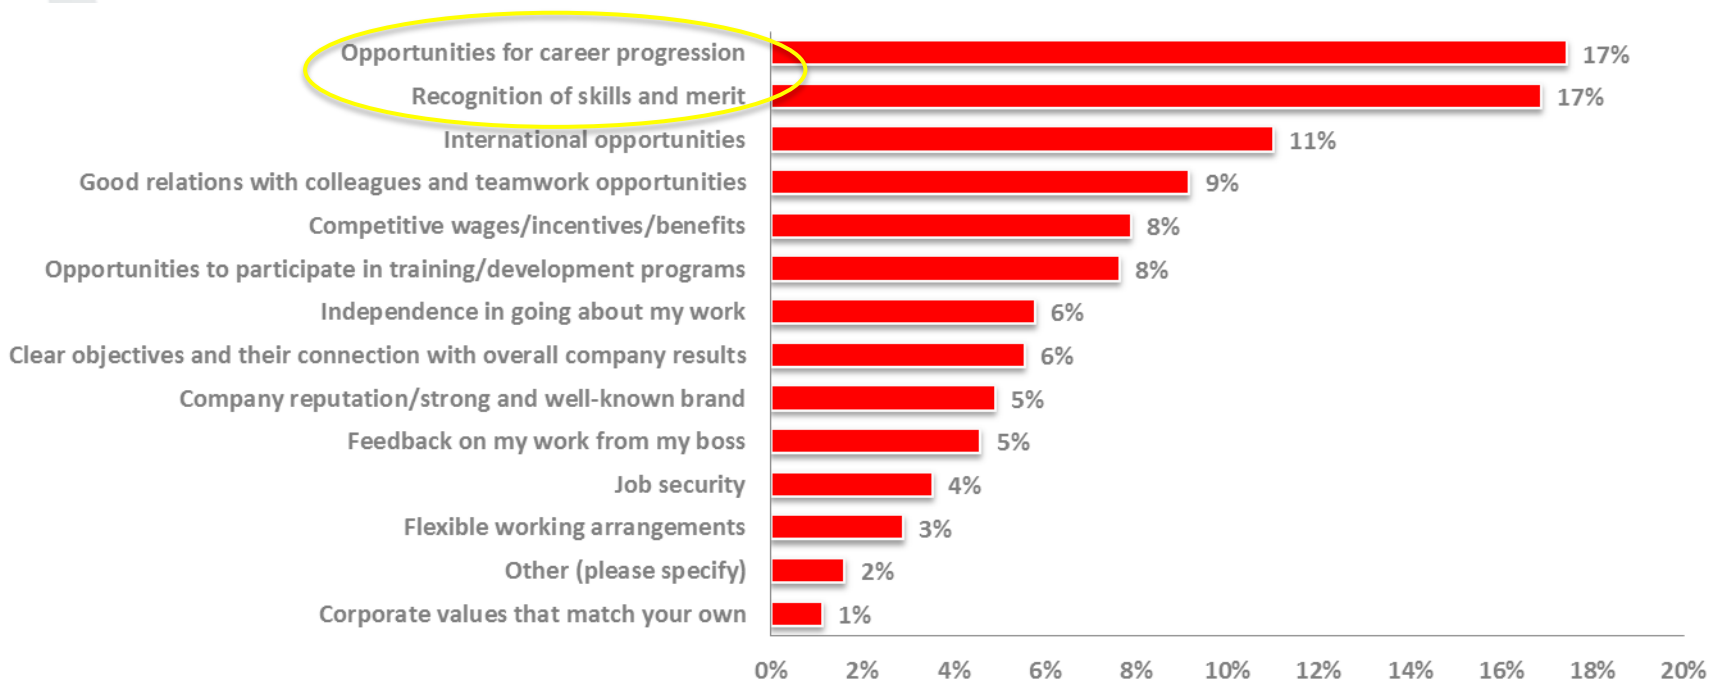 Opportunities for career progression 17%
Recognition of skills and merit 17%
International opportunities 11%
Good relations with colleagues and teamwork opportunities 9%
Competitive wages/incentives/benefits 8%
Opportunities to participate in training/development programs 8%
Independence in going about my work 6%
Clear objectives and their connection with overall company results 6%
Company reputation/strong and well-known brand 5%
Feedback on my work from my boss 5%
Job security 4%
Flexible working arrangements 3%
Other (please specify) 2%
Corporate values that match your own 1%
0% 2% 4% 6% 8% 10% 12% 14% 16% 18% 20%